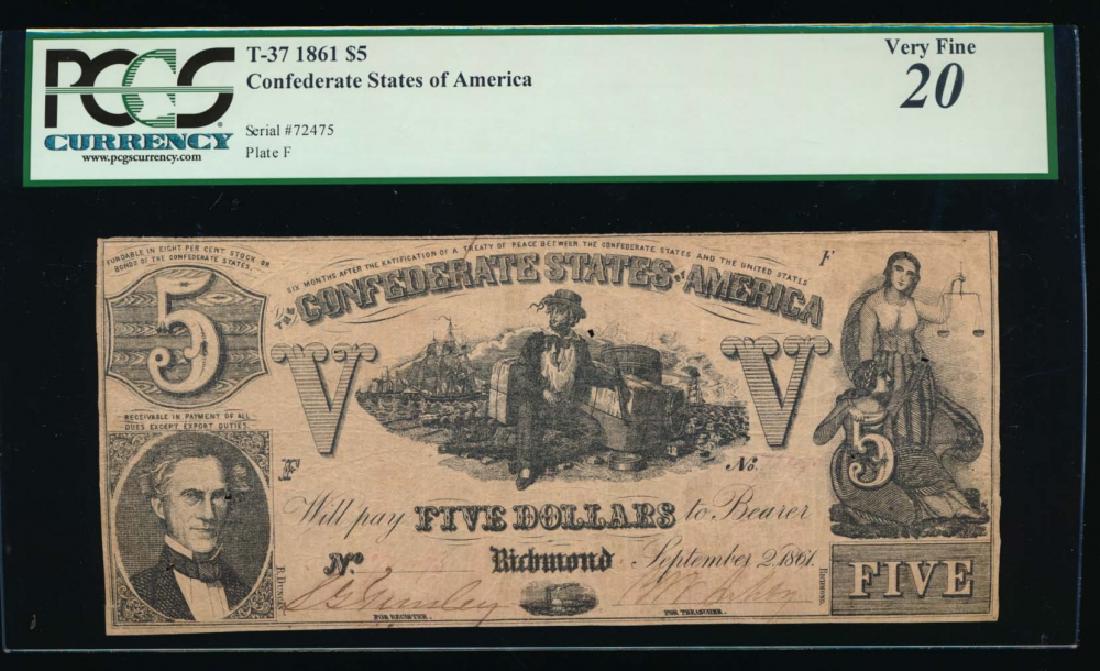 PCGS
CURRENCY
www.pcgscurrency.com
T-37 1861 $5
Confederate States of America
Serial #72475
Plate F
Very Fine
20
FUNDABLE IN EIGHT PER CENT STOCK OR
BONDS OF THE CONFEDERATE STATES.
SIX MONTHS AFTER THE RATIFICATION OF A TREATY OF PEACE BETWEEN THE CONFEDERATE STATES AND THE UNITED STATES
F
THE CONFEDERATE STATES OF AMERICA
5
V
V
5
RECEIVABLE IN PAYMENT OF ALL
DUES EXCEPT EXPORT DUTIES.
F
No.
Will pay FIVE DOLLARS to Bearer
No.
Richmond September 2, 1861.
FIVE
FOR REGISTER.
FOR TREASURER.